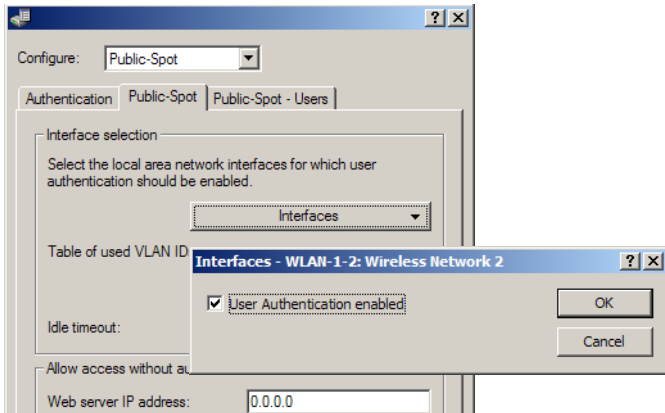 Configure:
Public-Spot
Authentication
Public-Spot
Public-Spot - Users
Interface selection
Select the local area network interfaces for which user
authentication should be enabled.
Interfaces
Table of used VLAN ID
Interfaces - WLAN-1-2: Wireless Network 2
User Authentication enabled
OK
Cancel
Idle timeout:
Allow access without au
Web server IP address:
0.0.0.0